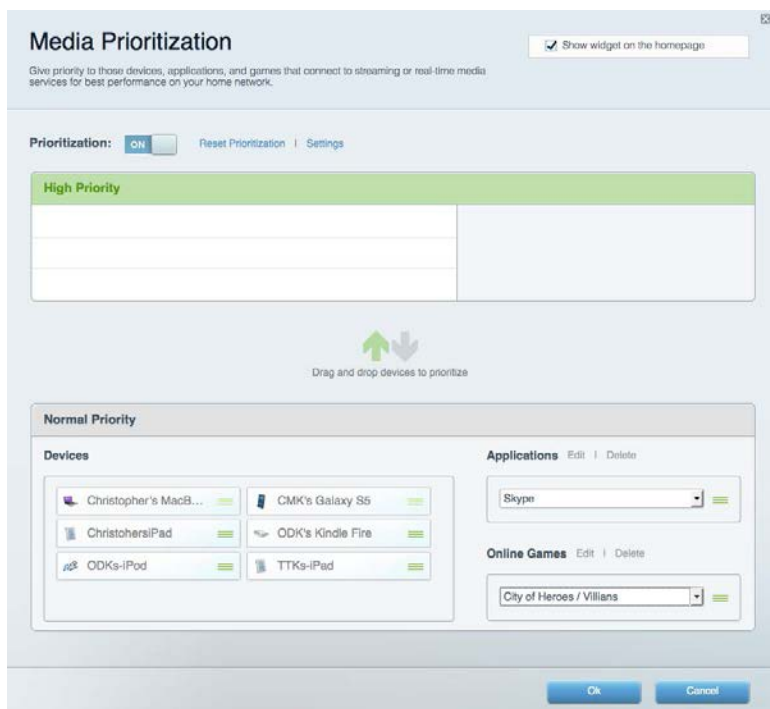 Media Prioritization
Show widget on the homepage
Give priority to those devices, applications, and games that connect to streaming or real-time media
services for best performance on your home network.
Prioritization: ON Reset Prioritization | Settings
High Priority
Drag and drop devices to prioritize
Normal Priority
Devices
Applications Edit | Delete
Christopher's MacB... CMK's Galaxy S5
Skype
ChristohersiPad ODK's Kindle Fire
ODKs-iPod TTKs-iPad
Online Games Edit | Delete
City of Heroes / Villians
Ok Cancel